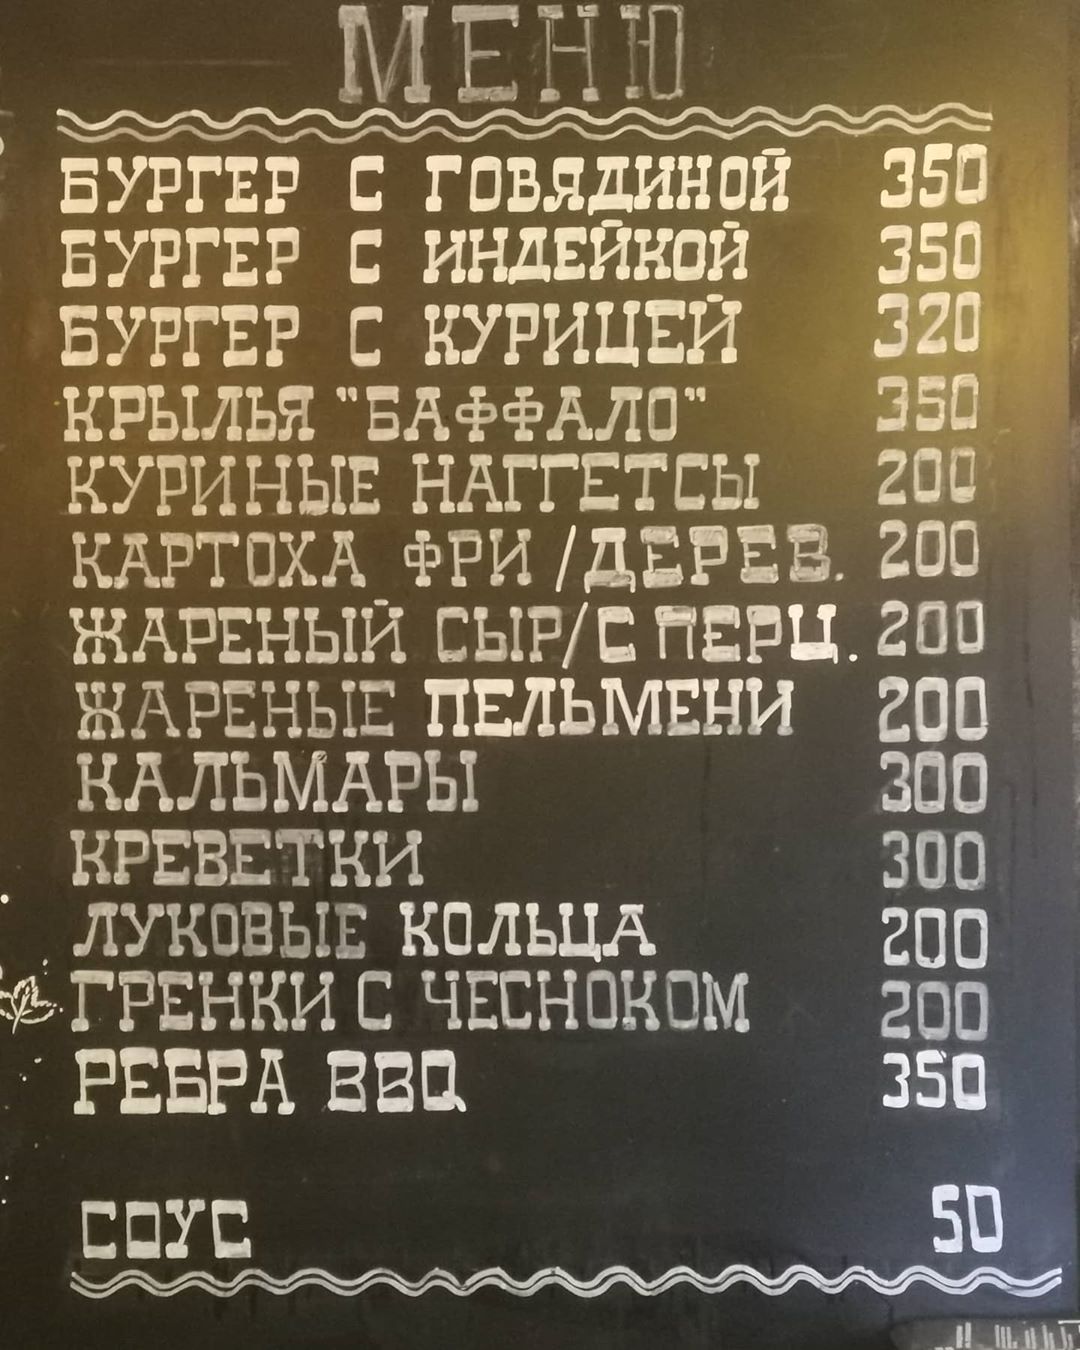 МЕНЮ
БУРГЕР С ГОВЯДИНОЙ 350
БУРГЕР С ИНДЕЙКОЙ 350
БУРГЕР С КУРИЦЕЙ 320
КРЫЛЬЯ "БАФФАЛО" 350
КУРИНЫЕ НАГГЕТСЫ 200
КАРТОХА ФРИ /ДЕРЕВ. 200
ЖАРЕНЫЙ СЫР/С ПЕРЦ. 200
ЖАРЕНЫЕ ПЕЛЬМЕНИ 200
КАЛЬМАРЫ 300
КРЕВЕТКИ 300
ЛУКОВЫЕ КОЛЬЦА 200
ГРЕНКИ С ЧЕСНОКОМ 200
РЕБРА BBQ 350
СОУС 50